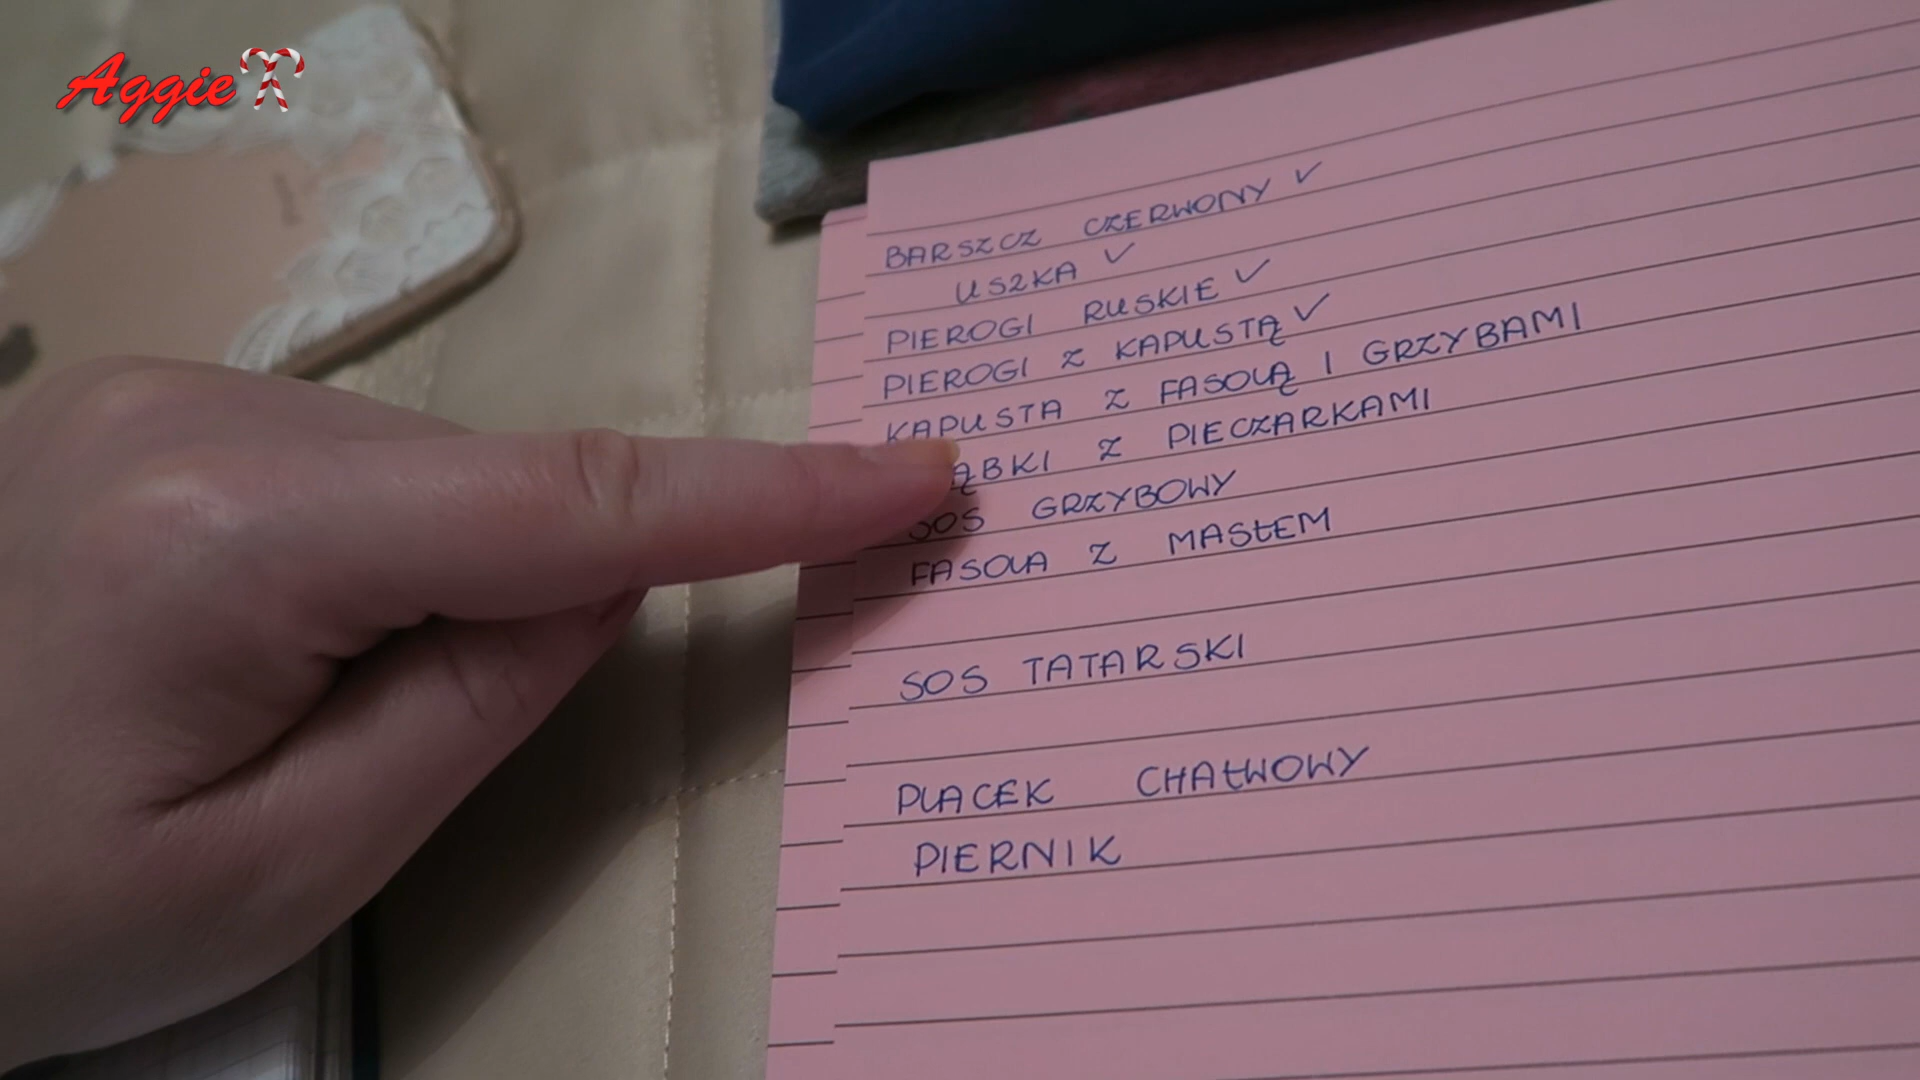 Aggie
BARSZCZ CZERWONY ✓
USZKA ✓
PIEROGI RUSKIE ✓
PIEROGI Z KAPUSTĄ ✓
KAPUSTA Z FASOLĄ I GRZYBAMI
Z PIECZARKAMI
SOS GRZYBOWY
FASOLA Z MASŁEM
SOS TATARSKI
PLACEK CHAŁWOWY
PIERNIK